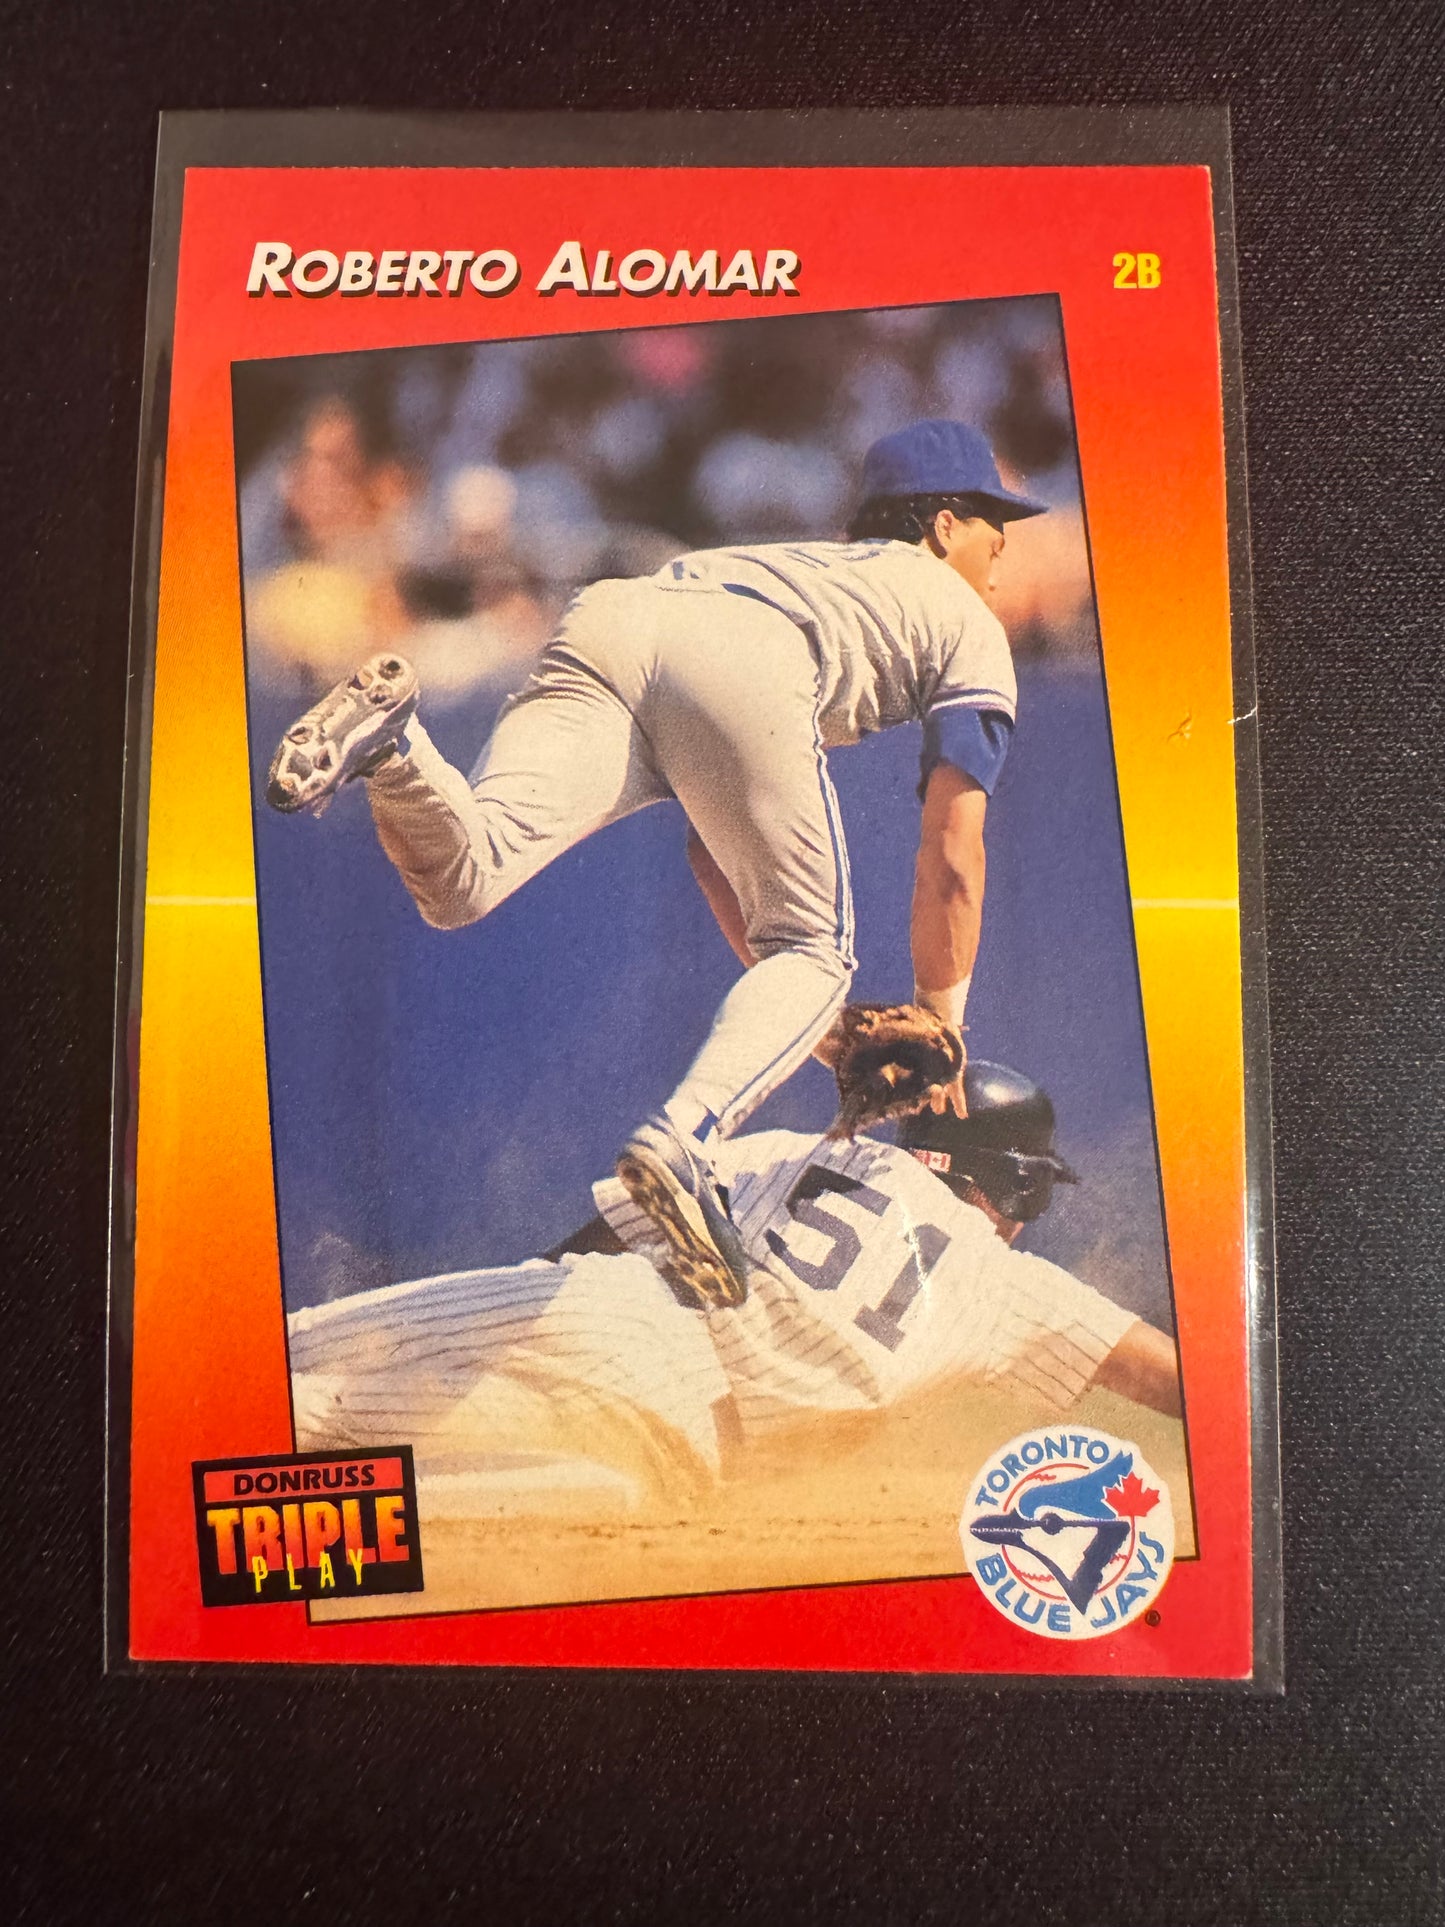 ROBERTO ALOMAR 2B
51
DONRUSS
TRIPLE
PLAY
TORONTO
BLUE JAYS
®